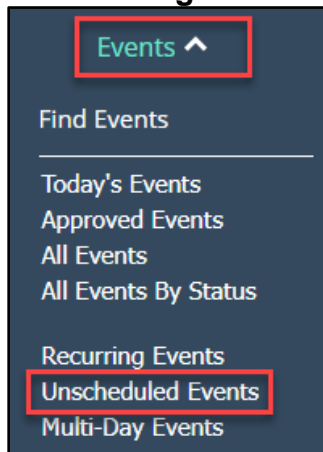 Events
Find Events
Today's Events
Approved Events
All Events
All Events By Status
Recurring Events
Unscheduled Events
Multi-Day Events